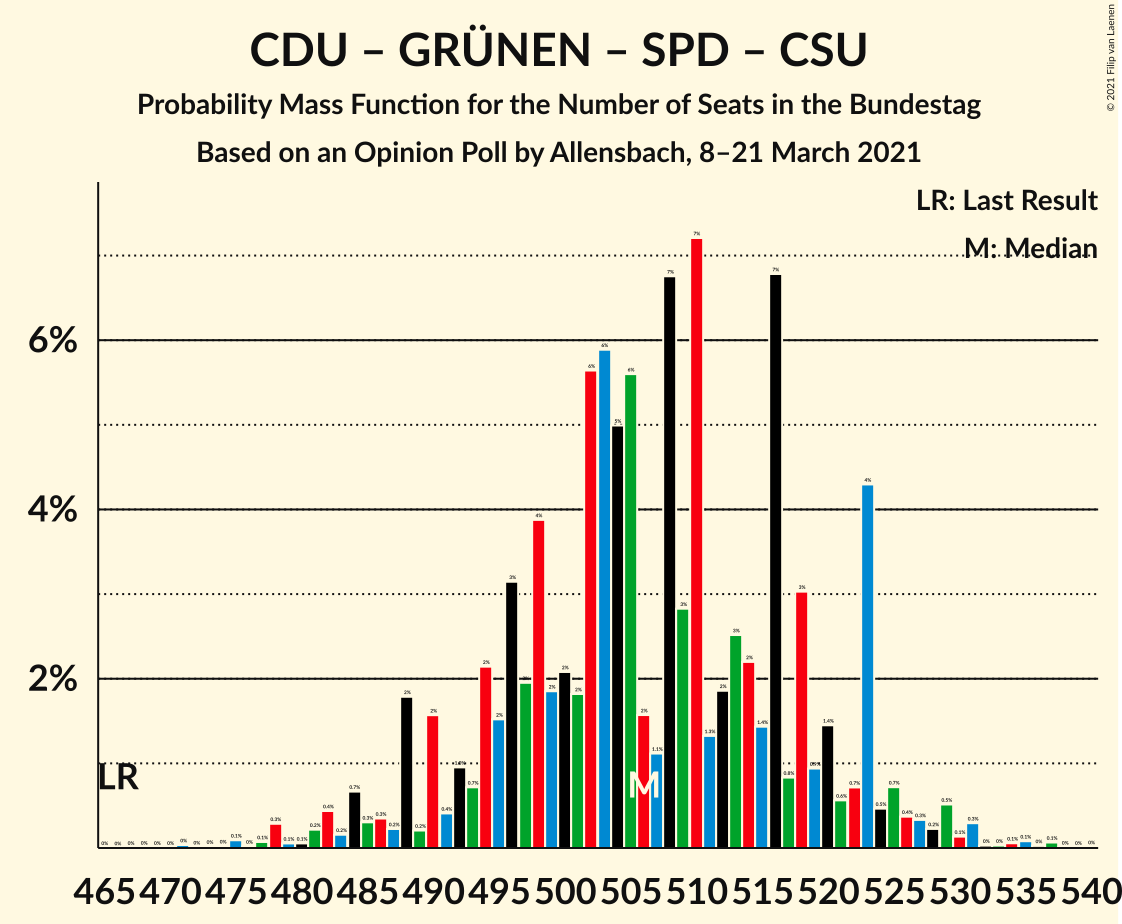 CDU – GRÜNEN – SPD – CSU
Probability Mass Function for the Number of Seats in the Bundestag
Based on an Opinion Poll by Allensbach, 8–21 March 2021
© 2021 Filip van Laenen
LR: Last Result
M: Median
6%
4%
2%
LR
M
465 470 475 480 485 490 495 500 505 510 515 520 525 530 535 540